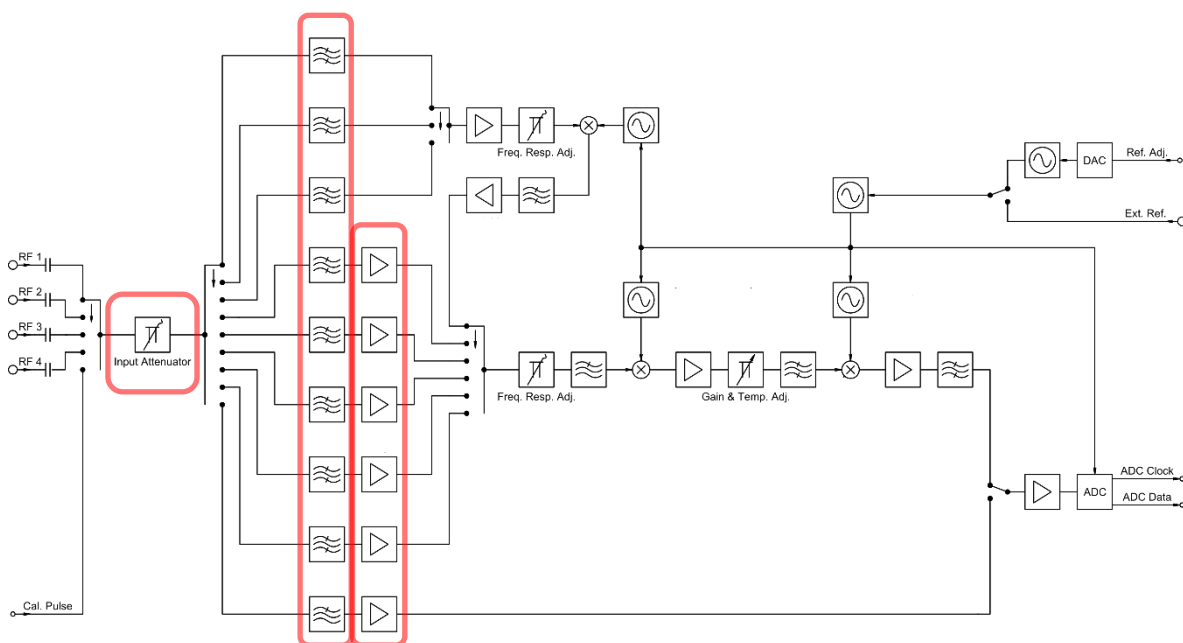 Freq. Resp. Adj.
DAC
Ref. Adj.
Ext. Ref.
RF 1
RF 2
RF 3
RF 4
Input Attenuator
Freq. Resp. Adj.
Gain & Temp. Adj.
ADC Clock
ADC
ADC Data
Cal. Pulse